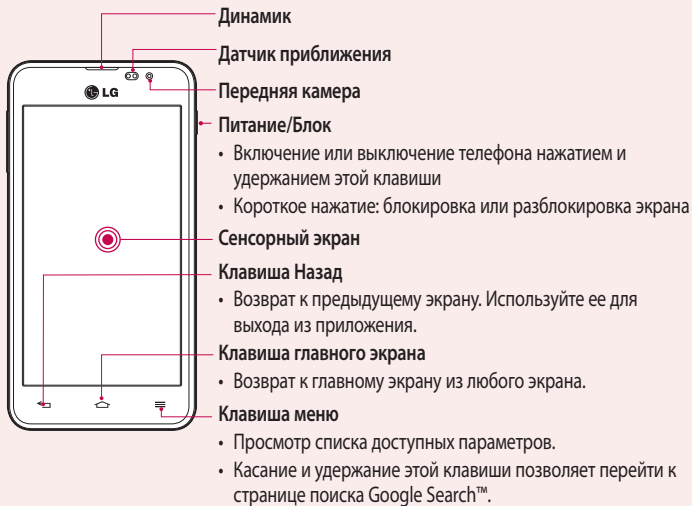 Динамик
Датчик приближения
Передняя камера
LG
Питание/Блок
• Включение или выключение телефона нажатием и
удержанием этой клавиши
• Короткое нажатие: блокировка или разблокировка экрана
Сенсорный экран
Клавиша Назад
• Возврат к предыдущему экрану. Используйте ее для
выхода из приложения.
Клавиша главного экрана
• Возврат к главному экрану из любого экрана.
Клавиша меню
• Просмотр списка доступных параметров.
• Касание и удержание этой клавиши позволяет перейти к
странице поиска Google Search™.